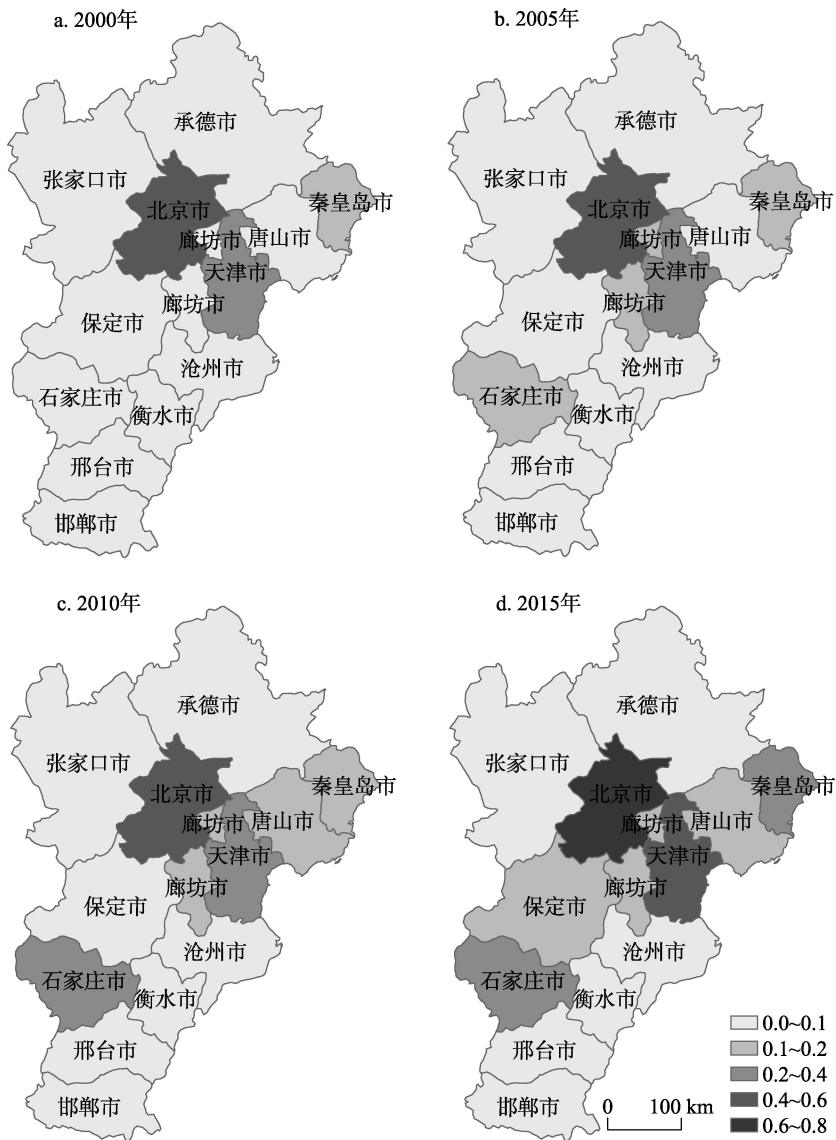 a. 2000年
承德市
张家口市
秦皇岛市
北京市
廊坊市
唐山市
天津市
廊坊市
保定市
沧州市
石家庄市
衡水市
邢台市
邯郸市
b. 2005年
承德市
张家口市
秦皇岛市
北京市
廊坊市
唐山市
天津市
廊坊市
保定市
沧州市
石家庄市
衡水市
邢台市
邯郸市
c. 2010年
承德市
张家口市
秦皇岛市
北京市
廊坊市
唐山市
天津市
廊坊市
保定市
沧州市
石家庄市
衡水市
邢台市
邯郸市
d. 2015年
承德市
张家口市
秦皇岛市
北京市
廊坊市
唐山市
天津市
廊坊市
保定市
沧州市
石家庄市
衡水市
邢台市
邯郸市
0.0~0.1
0.1~0.2
0.2~0.4
0.4~0.6
0.6~0.8
0 100 km